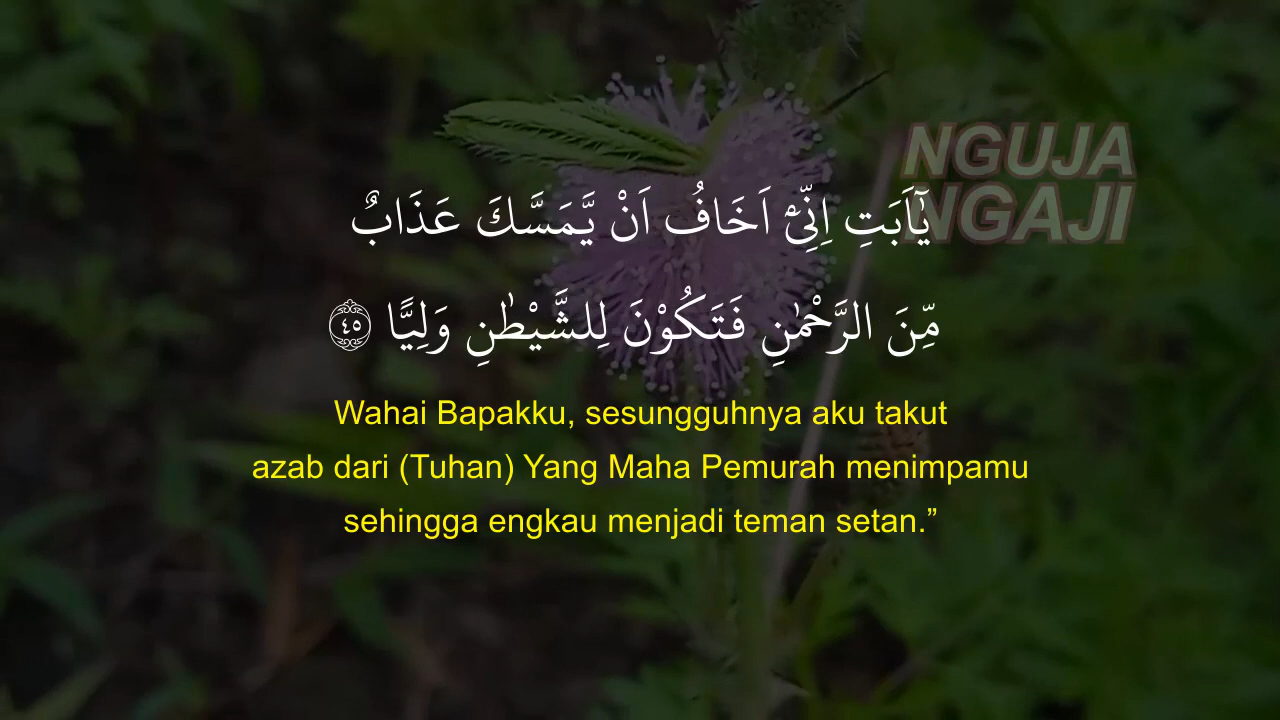 NGUJA
NGAJI
يٰٓاَبَتِ اِنِّيْٓ اَخَافُ اَنْ يَّمَسَّكَ عَذَابٌ
مِّنَ الرَّحْمٰنِ فَتَكُوْنَ لِلشَّيْطٰنِ وَلِيًّا ٤٥
Wahai Bapakku, sesungguhnya aku takut
azab dari (Tuhan) Yang Maha Pemurah menimpamu
sehingga engkau menjadi teman setan.”